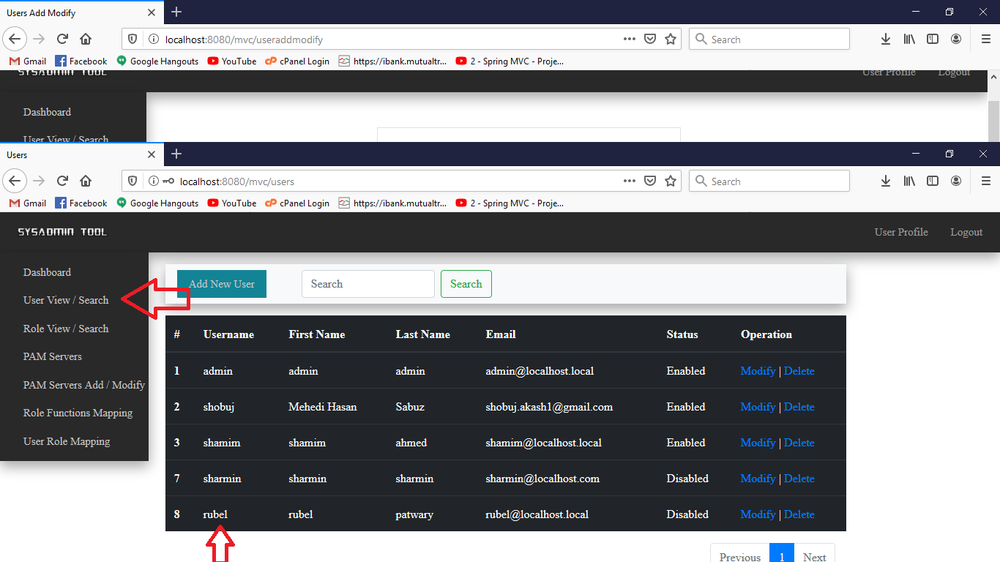 Users Add Modify
localhost:8080/mvc/useraddmodify
Search
Gmail Facebook Google Hangouts YouTube cPanel Login https://ibank.mutualtr... 2 - Spring MVC - Proje...
SYSADMIN TOOL User Profile Logout
Dashboard
User View / Search
Users
localhost:8080/mvc/users
Search
Gmail Facebook Google Hangouts YouTube cPanel Login https://ibank.mutualtr... 2 - Spring MVC - Proje...
SYSADMIN TOOL User Profile Logout
Dashboard
User View / Search
Role View / Search
PAM Servers
PAM Servers Add / Modify
Role Functions Mapping
User Role Mapping
Add New User Search Search
# Username First Name Last Name Email Status Operation
1 admin admin admin admin@localhost.local Enabled Modify | Delete
2 shobuj Mehedi Hasan Sabuz shobuj.akash1@gmail.com Enabled Modify | Delete
3 shamim shamim ahmed shamim@localhost.local Enabled Modify | Delete
7 sharmin sharmin sharmin sharmin@localhost.com Disabled Modify | Delete
8 rubel rubel patwary rubel@localhost.local Disabled Modify | Delete
Previous 1 Next